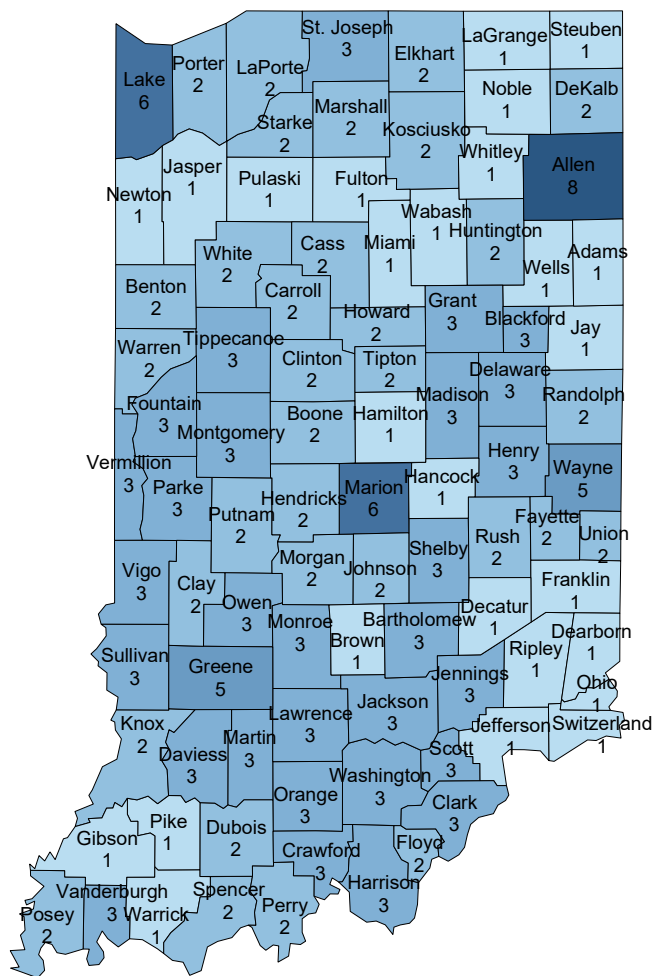 St. Joseph
3
LaGrange
1
Steuben
1
Lake
6
Porter
2
LaPorte
2
Elkhart
2
Noble
1
DeKalb
2
Starke
2
Marshall
2
Kosciusko
2
Whitley
1
Allen
8
Newton
1
Jasper
1
Pulaski
1
Fulton
1
Miami
1
Wabash
1
Huntington
2
Wells
1
Adams
1
White
2
Cass
2
Benton
2
Carroll
2
Howard
2
Grant
3
Blackford
3
Jay
1
Warren
2
Tippecanoe
3
Clinton
2
Tipton
2
Madison
3
Delaware
3
Randolph
2
Fountain
3
Montgomery
3
Boone
2
Hamilton
1
Vermillion
3
Parke
3
Putnam
2
Hendricks
2
Marion
6
Hancock
1
Henry
3
Wayne
5
Vigo
3
Clay
2
Owen
3
Morgan
2
Johnson
2
Shelby
3
Rush
2
Fayette
2
Union
2
Franklin
1
Sullivan
3
Greene
5
Monroe
3
Brown
1
Bartholomew
3
Decatur
1
Ripley
1
Dearborn
1
Ohio
1
Knox
2
Daviess
3
Martin
3
Lawrence
3
Jackson
3
Jennings
3
Jefferson
1
Switzerland
1
Scott
3
Washington
3
Orange
3
Clark
3
Gibson
1
Pike
1
Dubois
2
Crawford
3
Floyd
2
Harrison
3
Posey
2
Vanderburgh
3
Warrick
1
Spencer
2
Perry
2